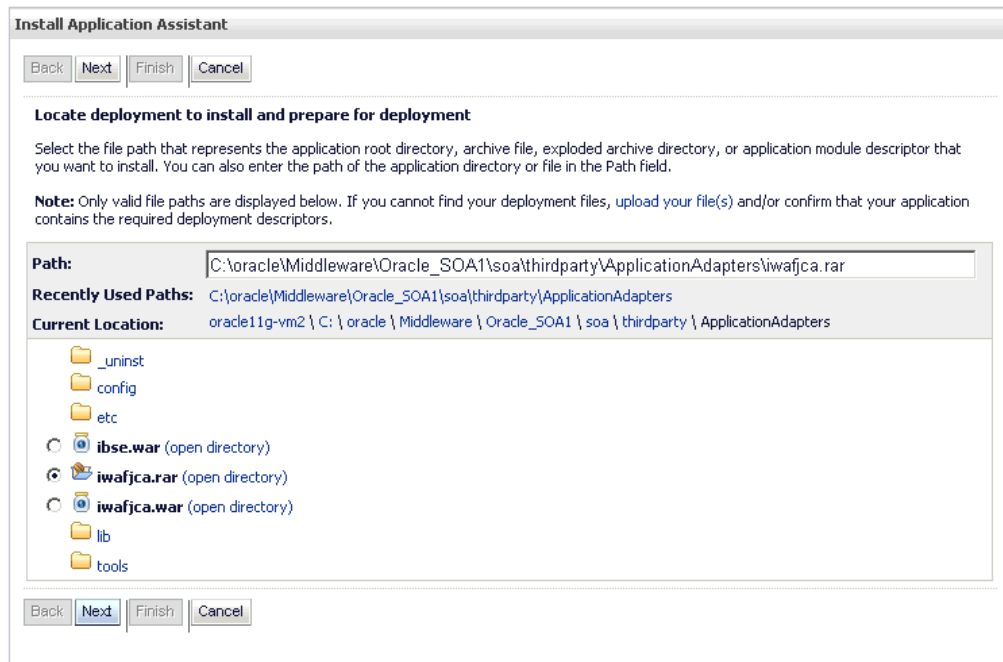 Install Application Assistant
Back Next Finish Cancel
Locate deployment to install and prepare for deployment
Select the file path that represents the application root directory, archive file, exploded archive directory, or application module descriptor that
you want to install. You can also enter the path of the application directory or file in the Path field.
Note: Only valid file paths are displayed below. If you cannot find your deployment files, upload your file(s) and/or confirm that your application
contains the required deployment descriptors.
Path: C:\oracle\Middleware\Oracle_SOA1\soa\thirdparty\ApplicationAdapters\iwafjca.rar
Recently Used Paths: C:\oracle\Middleware\Oracle_SOA1\soa\thirdparty\ApplicationAdapters
Current Location: oracle11g-vm2 \ C: \ oracle \ Middleware \ Oracle_SOA1 \ soa \ thirdparty \ ApplicationAdapters
_uninst
config
etc
ibse.war (open directory)
iwafjca.rar (open directory)
iwafjca.war (open directory)
lib
tools
Back Next Finish Cancel